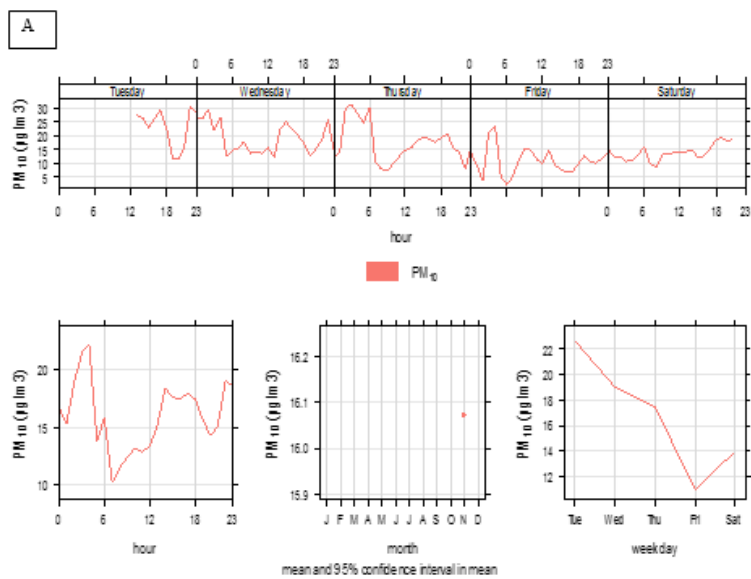 A
0 6 12 18 23 0 6 12 18 23
Tuesday Wednesday Thursday Friday Saturday
PM10 (µg/m3)
30
25
20
15
10
5
0 6 12 18 23 0 6 12 18 23 0 6 12 18 23
hour
PM10
PM10 (µg/m3)
20
15
10
0 6 12 18 23
hour
PM10 (µg/m3)
16.2
16.1
16.0
15.9
J F M A M J J A S O N D
month
PM10 (µg/m3)
22
20
18
16
14
12
Tue Wed Thu Fri Sat
weekday
mean and 95% confidence interval in mean